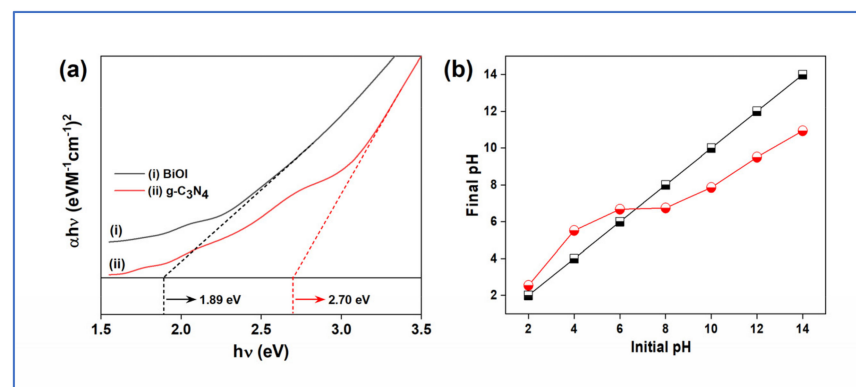 (a)
αhν (eVM⁻¹cm⁻¹)²
(i) BiOI
(ii) g-C₃N₄
(i)
(ii)
1.89 eV
2.70 eV
1.5 2.0 2.5 3.0 3.5
hν (eV)
(b)
Final pH
14
12
10
8
6
4
2
2 4 6 8 10 12 14
Initial pH